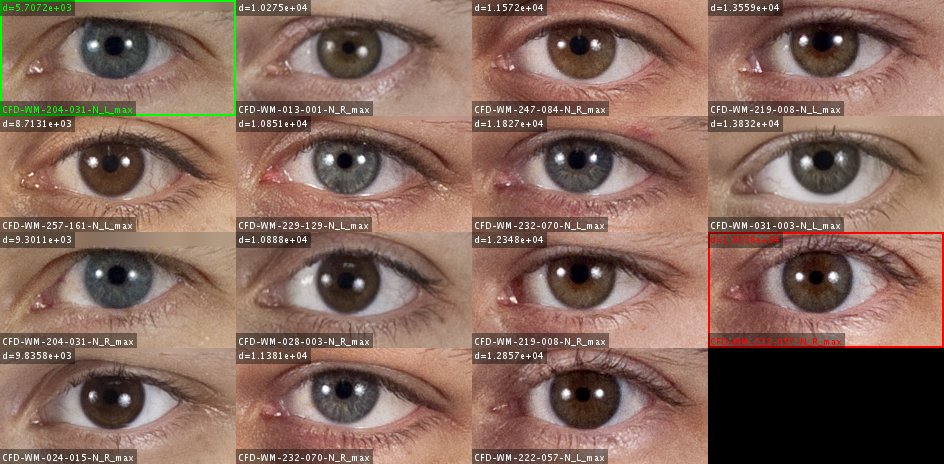 d=5.7072e+03
d=1.0275e+04
d=1.1572e+04
d=1.3559e+04
CFD-WM-204-031-N_L_max
CFD-WM-013-001-N_R_max
CFD-WM-247-084-N_R_max
CFD-WM-219-008-N_L_max
d=8.7131e+03
d=1.0851e+04
d=1.1827e+04
d=1.3832e+04
CFD-WM-257-161-N_L_max
CFD-WM-229-129-N_L_max
CFD-WM-232-070-N_L_max
CFD-WM-031-003-N_L_max
d=9.3011e+03
d=1.0888e+04
d=1.2348e+04
CFD-WM-204-031-N_R_max
CFD-WM-028-003-N_R_max
CFD-WM-219-008-N_R_max
d=9.8358e+03
d=1.1381e+04
d=1.2857e+04
CFD-WM-024-015-N_R_max
CFD-WM-232-070-N_R_max
CFD-WM-222-057-N_L_max